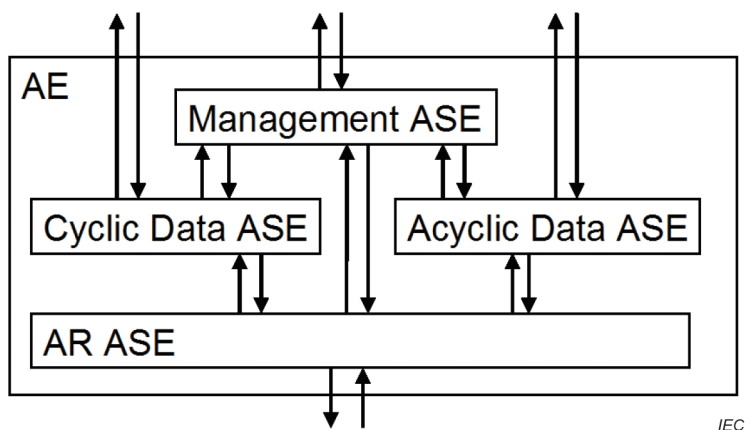 AE
Management ASE
Cyclic Data ASE
Acyclic Data ASE
AR ASE
IEC